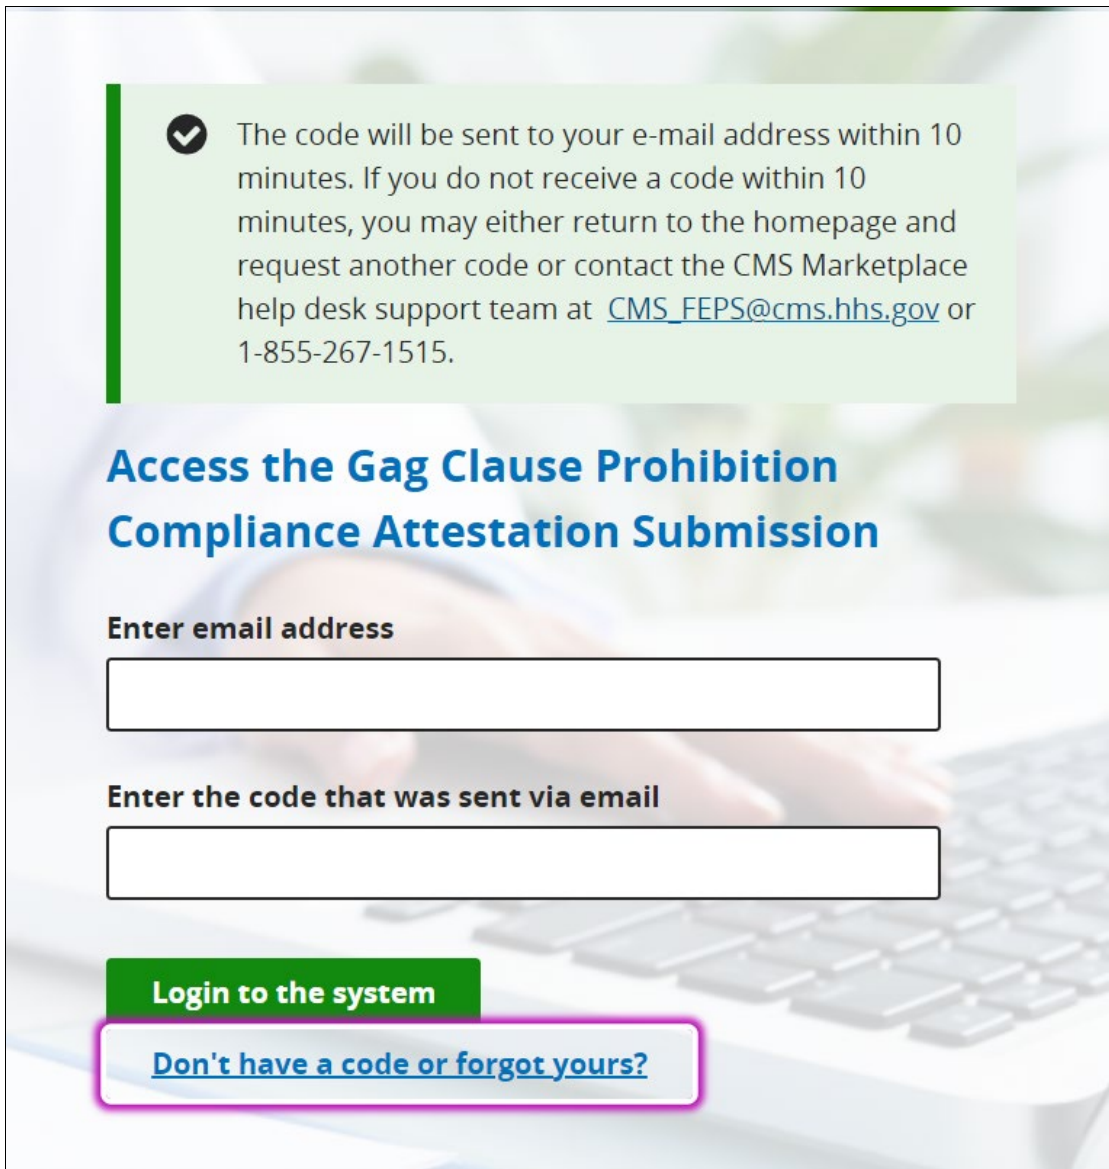 The code will be sent to your e-mail address within 10
minutes. If you do not receive a code within 10
minutes, you may either return to the homepage and
request another code or contact the CMS Marketplace
help desk support team at CMS_FEPS@cms.hhs.gov or
1-855-267-1515.
Access the Gag Clause Prohibition
Compliance Attestation Submission
Enter email address
Enter the code that was sent via email
Login to the system
Don't have a code or forgot yours?